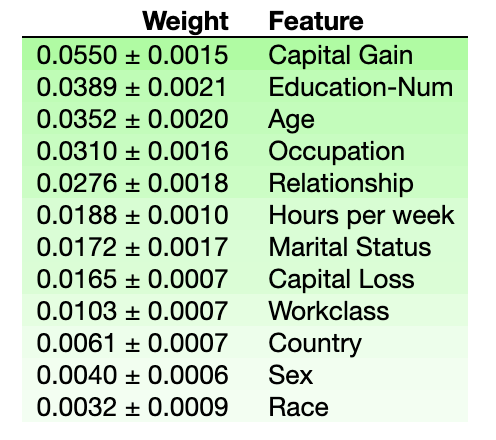 Weight Feature
0.0550 ± 0.0015 Capital Gain
0.0389 ± 0.0021 Education-Num
0.0352 ± 0.0020 Age
0.0310 ± 0.0016 Occupation
0.0276 ± 0.0018 Relationship
0.0188 ± 0.0010 Hours per week
0.0172 ± 0.0017 Marital Status
0.0165 ± 0.0007 Capital Loss
0.0103 ± 0.0007 Workclass
0.0061 ± 0.0007 Country
0.0040 ± 0.0006 Sex
0.0032 ± 0.0009 Race